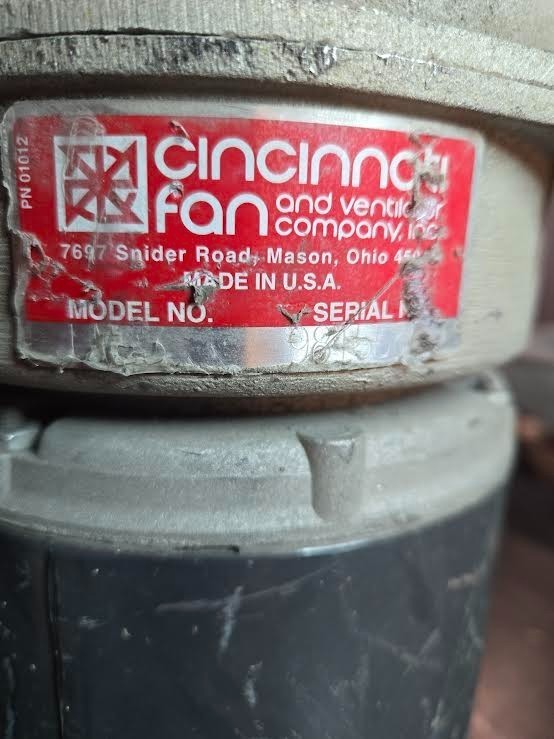 PN 01012
cincinnati
fan and ventilator
company, inc.
7697 Snider Road, Mason, Ohio
MADE IN U.S.A.
MODEL NO. SERIAL